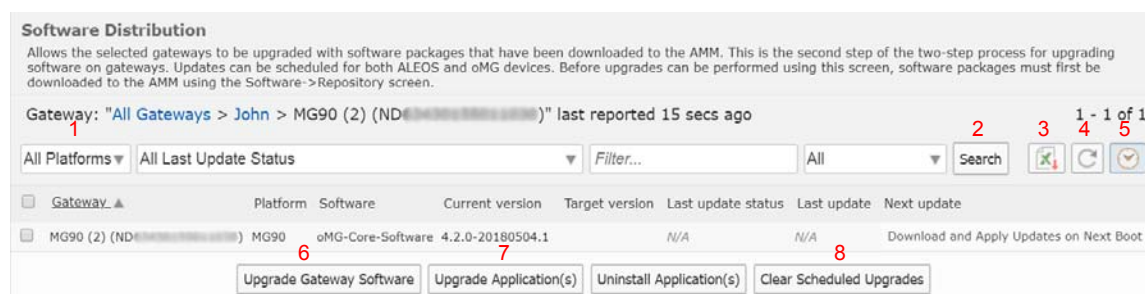 Software Distribution
Allows the selected gateways to be upgraded with software packages that have been downloaded to the AMM. This is the second step of the two-step process for upgrading
software on gateways. Updates can be scheduled for both ALEOS and oMG devices. Before upgrades can be performed using this screen, software packages must first be
downloaded to the AMM using the Software->Repository screen.
Gateway: "All Gateways > John > MG90 (2) (ND )" last reported 15 secs ago 1 - 1 of 1
1 2 3 4 5
All Platforms All Last Update Status Filter... All Search
Gateway Platform Software Current version Target version Last update status Last update Next update
MG90 (2) (ND ) MG90 oMG-Core-Software 4.2.0-20180504.1 N/A N/A Download and Apply Updates on Next Boot
6 7 8
Upgrade Gateway Software Upgrade Application(s) Uninstall Application(s) Clear Scheduled Upgrades